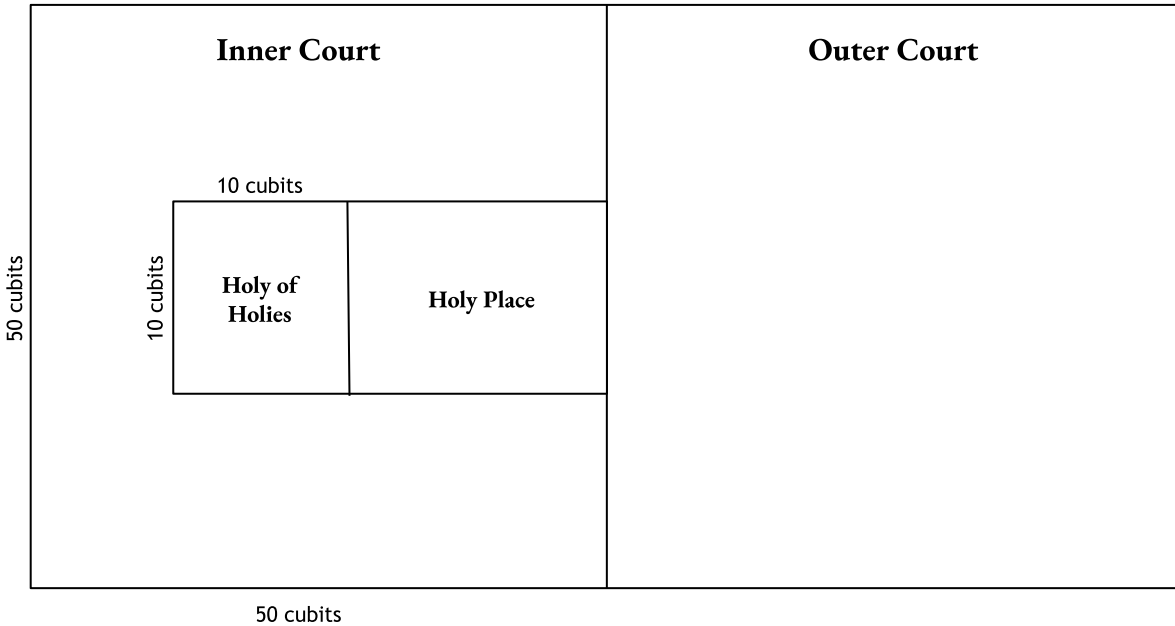 Inner Court
Outer Court
10 cubits
50 cubits
10 cubits
Holy of
Holies
Holy Place
50 cubits